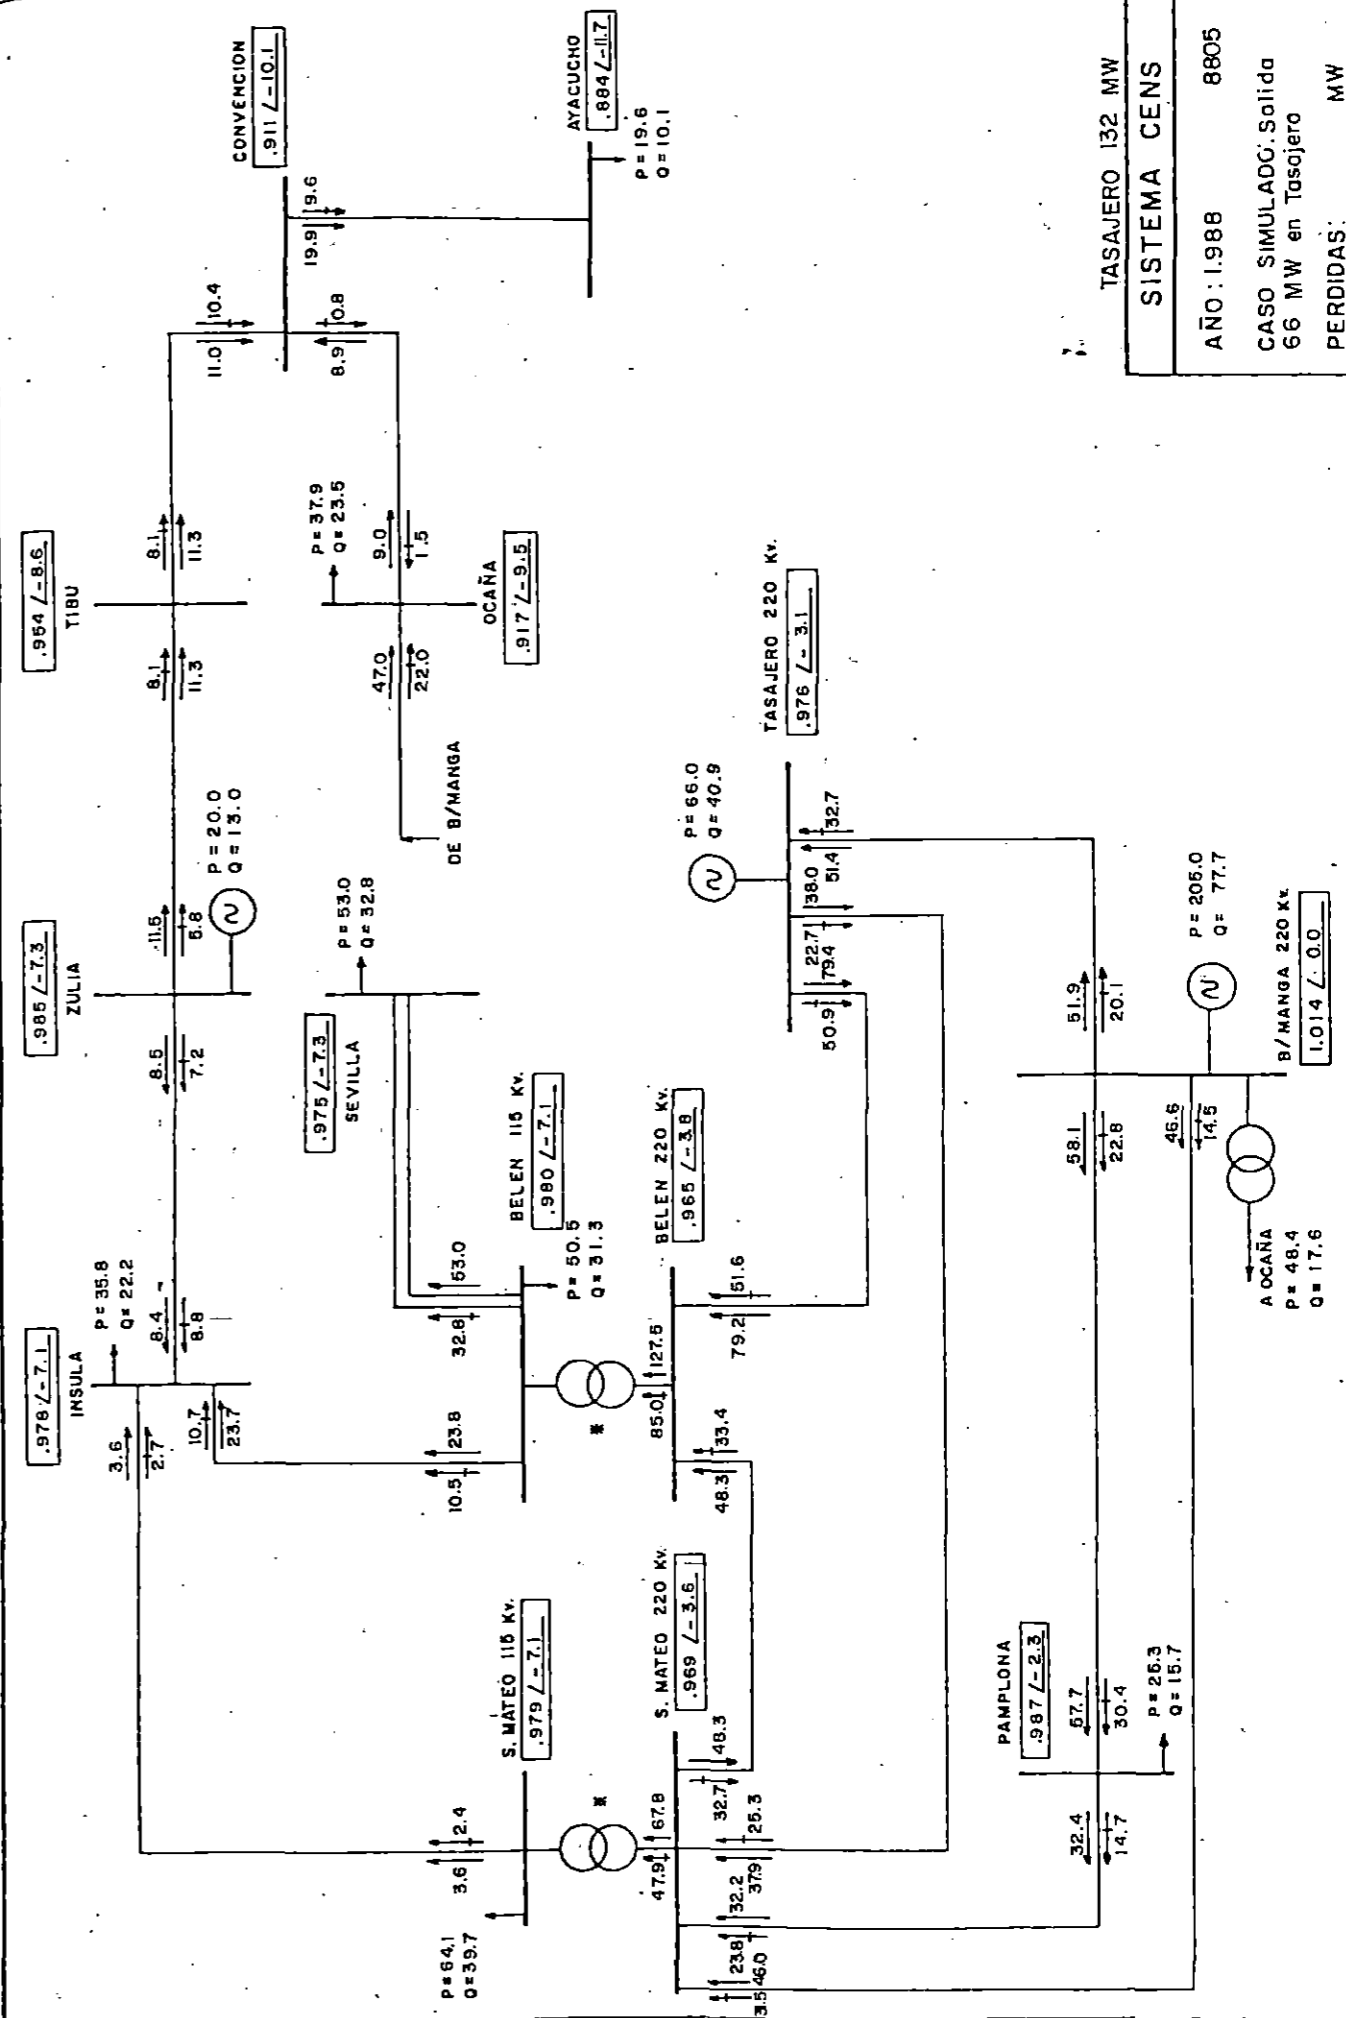 CONVENCION
.911 /-10.1
AYACUCHO
.884 /-11.7
P=19.6
Q=10.1
19.9
9.6
11.0
10.4
8.9
10.8
.954 /-8.6
TIBU
8.1
11.3
8.1
11.3
P=37.9
Q=23.5
9.0
1.5
OCAÑA
.917 /-9.5
47.0
22.0
DE B/MANGA
.985 /-7.3
ZULIA
11.5
5.8
P=20.0
Q=13.0
8.5
7.2
P=53.0
Q=32.8
.975 /-7.3
SEVILLA
.978 /-7.1
INSULA
P=35.8
Q=22.2
8.4
8.8
3.6
2.7
10.7
23.7
BELEN 115 Kv.
.980 /-7.1
P=50.5
Q=31.3
32.8
53.0
10.5
23.8
*
BELEN 220 Kv.
.965 /-3.8
85.0
127.5
79.2
51.6
48.3
33.4
TASAJERO 220 Kv.
.976 /-3.1
P=66.0
Q=40.9
50.9
79.4
22.7
38.0
51.4
32.7
S. MATEO 115 Kv.
.979 /-7.1
P=64.1
Q=39.7
3.6
2.4
*
S. MATEO 220 Kv.
.969 /-3.6
47.9
67.8
32.7
48.3
37.9
25.3
23.8
32.2
3.5
46.0
PAMPLONA
.987 /-2.3
57.7
30.4
P=25.3
Q=15.7
32.4
14.7
51.9
20.1
58.1
22.8
46.6
14.5
P=205.0
Q=77.7
B/MANGA 220 Kv.
1.014 /0.0
A OCAÑA
P=48.4
Q=17.6
TASAJERO 132 MW
SISTEMA CENS
AÑO:1.988 8805
CASO SIMULADO:Salida
66 MW en Tasajero
PERDIDAS: MW